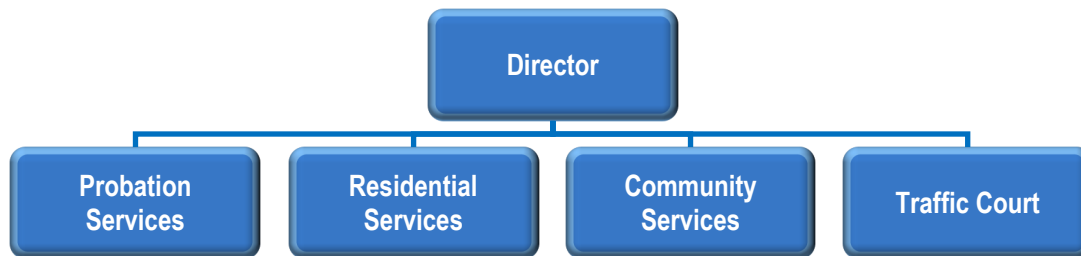 Director
Probation
Services
Residential
Services
Community
Services
Traffic Court